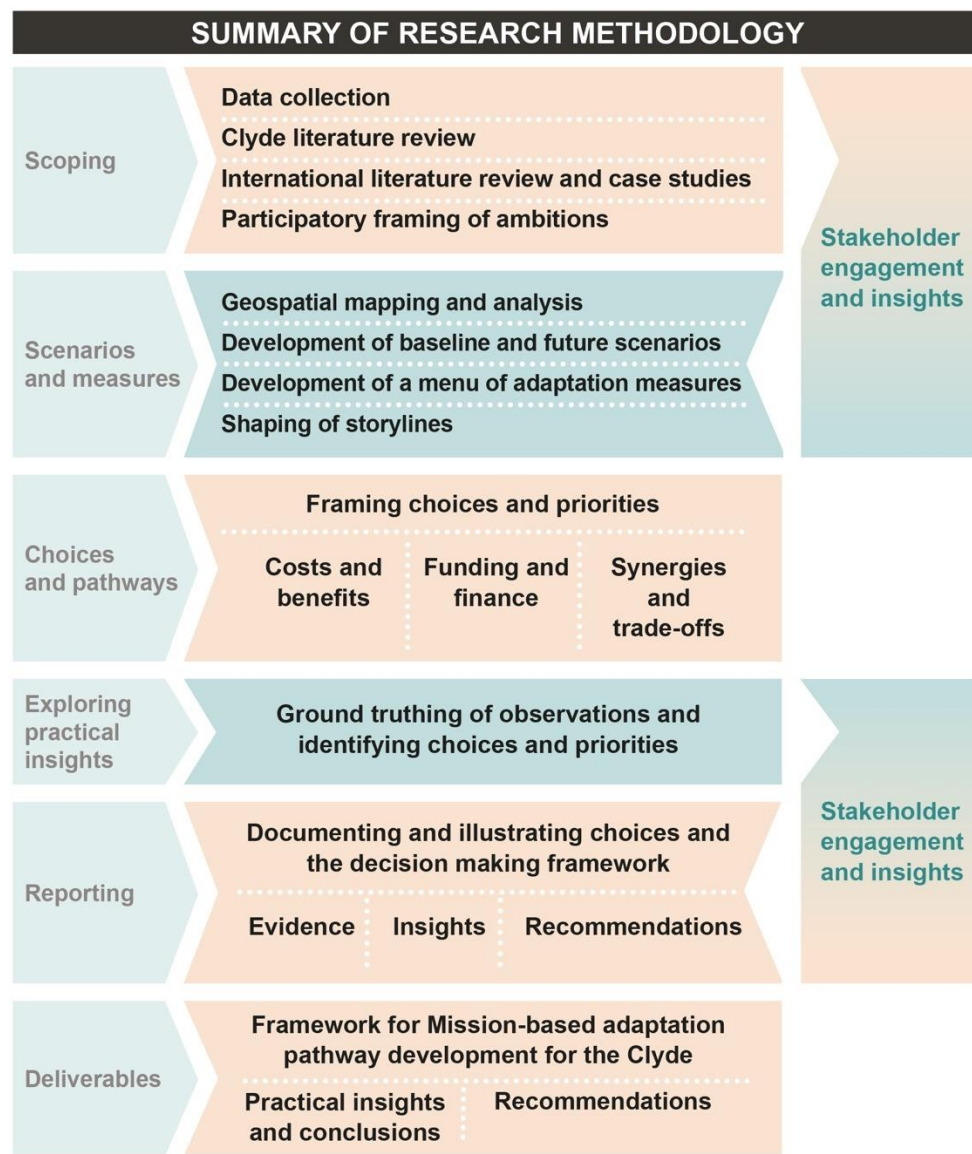 SUMMARY OF RESEARCH METHODOLOGY
Scoping
Data collection
Clyde literature review
International literature review and case studies
Participatory framing of ambitions
Stakeholder
engagement
and insights
Scenarios
and measures
Geospatial mapping and analysis
Development of baseline and future scenarios
Development of a menu of adaptation measures
Shaping of storylines
Choices
and pathways
Framing choices and priorities
Costs and
benefits
Funding and
finance
Synergies
and
trade-offs
Exploring
practical
insights
Ground truthing of observations and
identifying choices and priorities
Stakeholder
engagement
and insights
Reporting
Documenting and illustrating choices and
the decision making framework
Evidence
Insights
Recommendations
Deliverables
Framework for Mission-based adaptation
pathway development for the Clyde
Practical insights
and conclusions
Recommendations